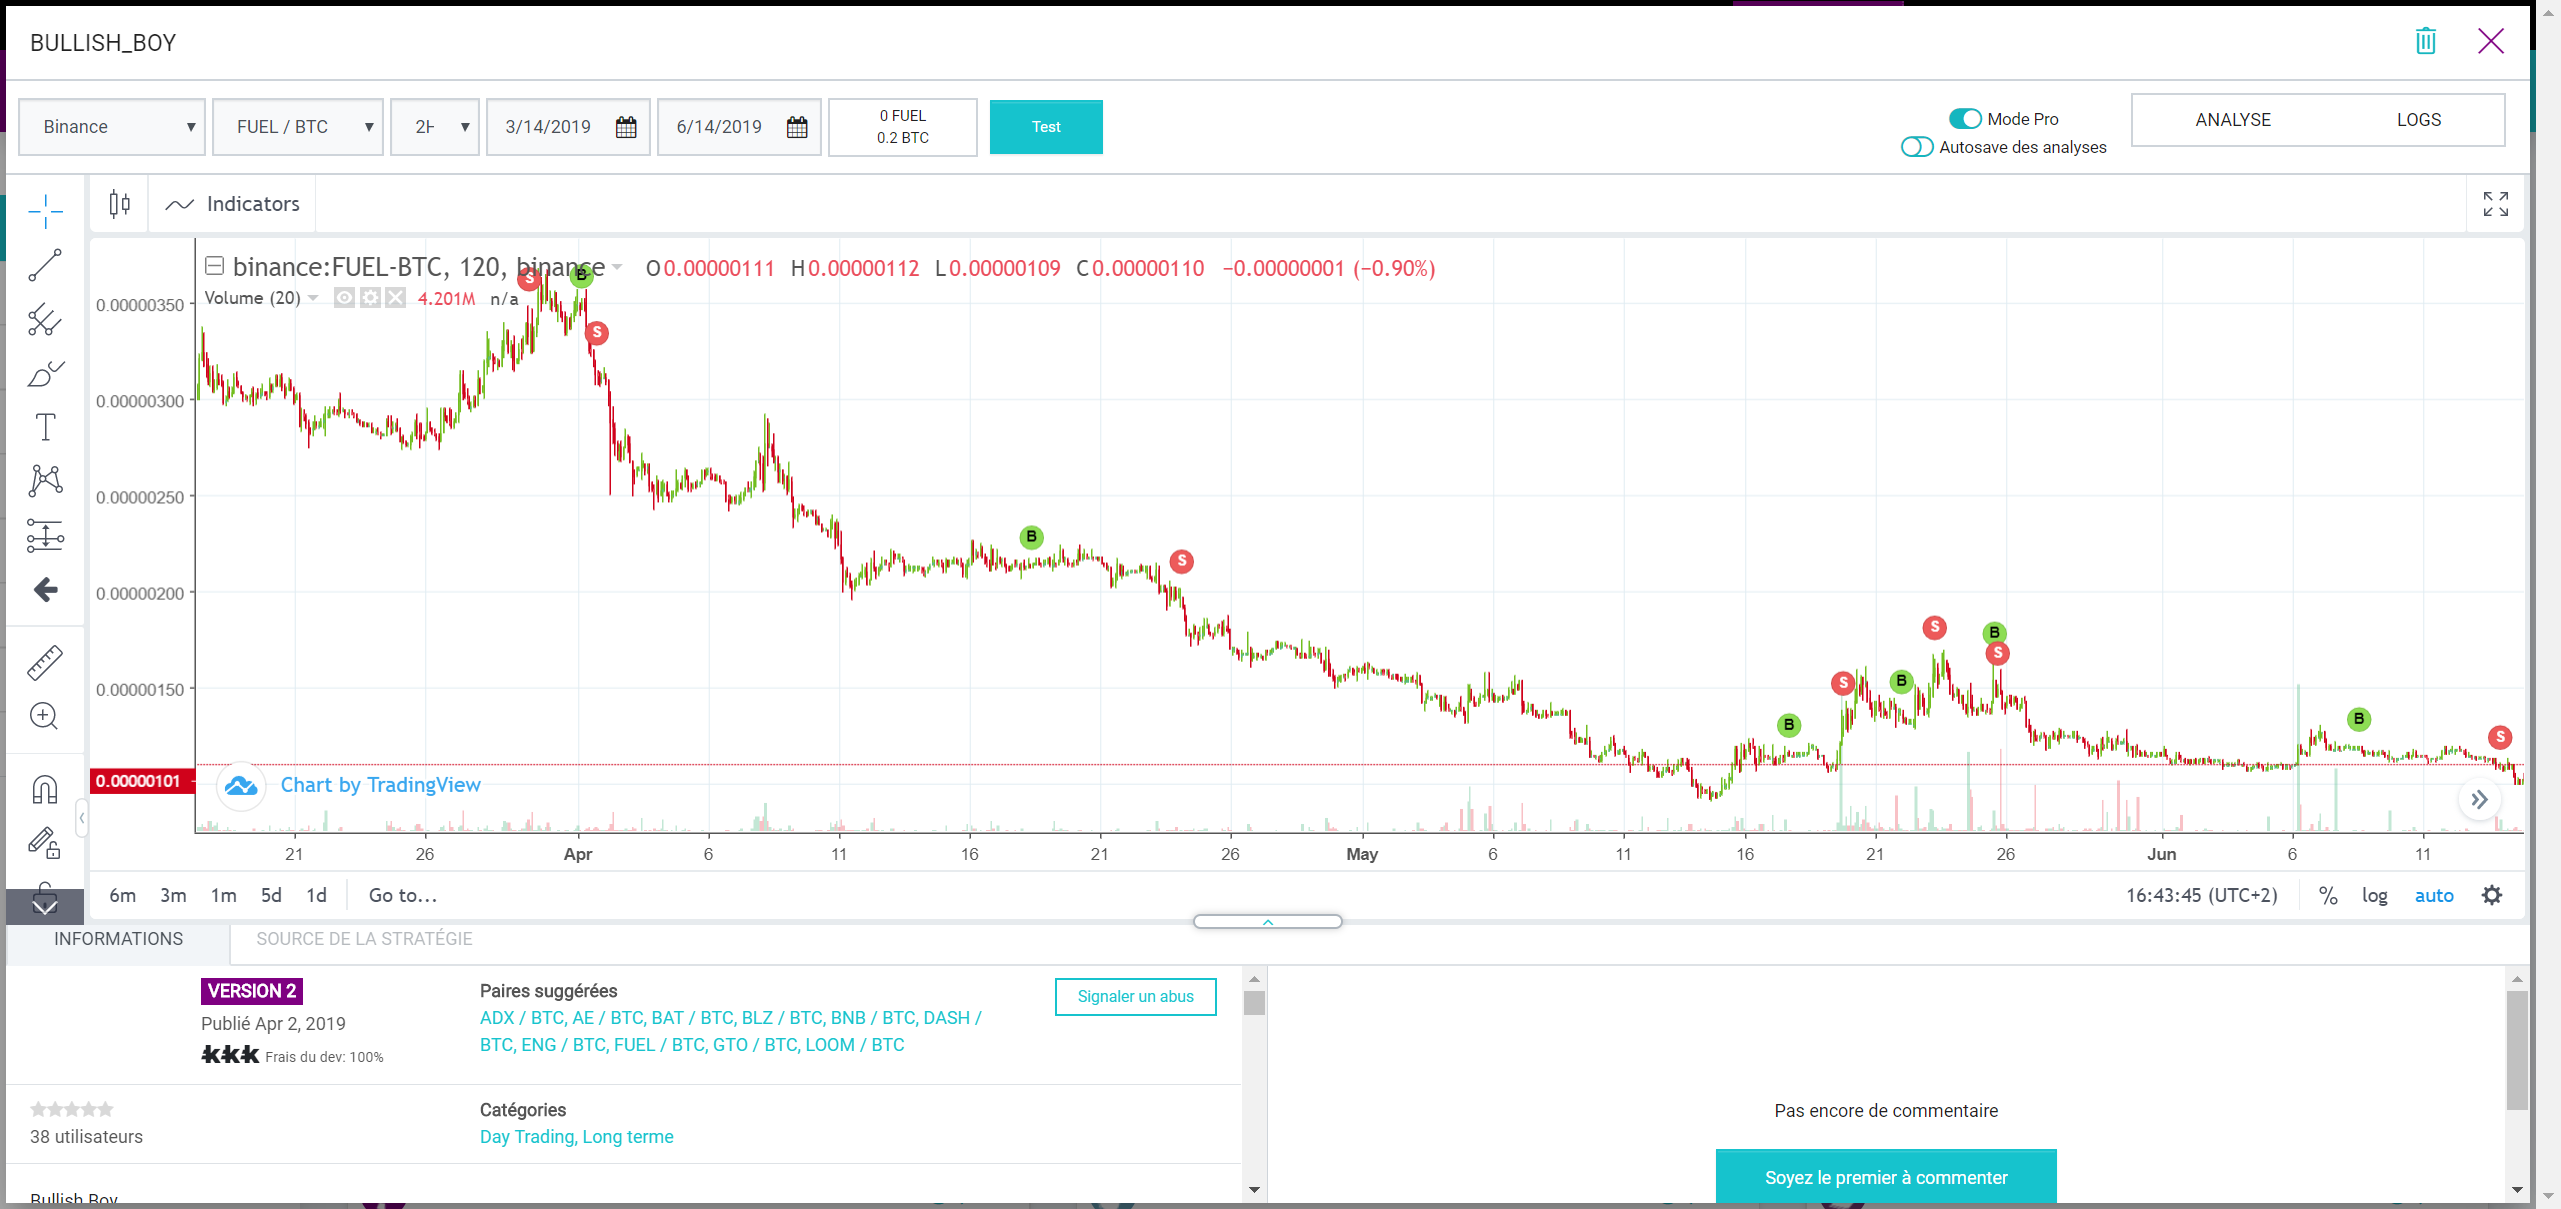 BULLISH_BOY
Binance
FUEL / BTC
3/14/2019
6/14/2019
0 FUEL
0.2 BTC
Test
Mode Pro
Autosave des analyses
ANALYSE
LOGS
Indicators
binance:FUEL-BTC, 120, binance
O0.00000111 H0.00000112 L0.00000109 C0.00000110 −0.00000001 (−0.90%)
Volume (20) 4.201M n/a
0.00000350
0.00000300
0.00000250
0.00000200
0.00000150
0.00000101
S
B
S
B
S
B
S
B
S
B
S
B
S
Chart by TradingView
21 26 Apr 6 11 16 21 26 May 6 11 16 21 26 Jun 6 11
6m 3m 1m 5d 1d Go to...
16:43:45 (UTC+2) % log auto
INFORMATIONS
SOURCE DE LA STRATÉGIE
VERSION 2
Publié Apr 2, 2019
Frais du dev: 100%
Paires suggérées
ADX / BTC, AE / BTC, BAT / BTC, BLZ / BTC, BNB / BTC, DASH /
BTC, ENG / BTC, FUEL / BTC, GTO / BTC, LOOM / BTC
Signaler un abus
38 utilisateurs
Catégories
Day Trading, Long terme
Bullish Boy
Pas encore de commentaire
Soyez le premier à commenter